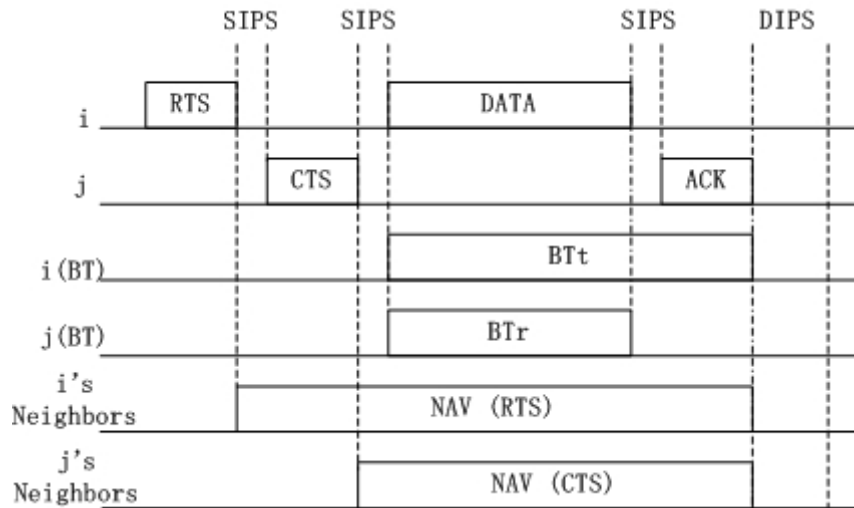 SIPS SIPS SIPS DIPS
i RTS DATA
j CTS ACK
i(BT) BTt
j(BT) BTr
i's
Neighbors NAV (RTS)
j's
Neighbors NAV (CTS)